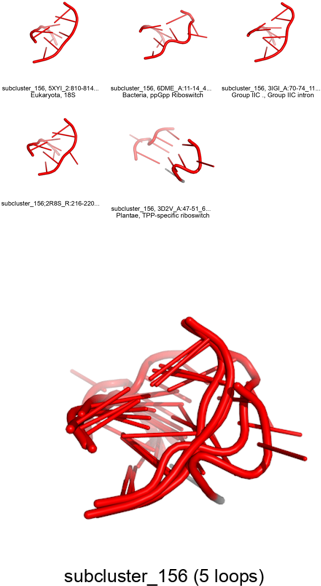 subcluster_156, 5XYI_2:810-814...
Eukaryota, 18S
subcluster_156, 6DME_A:11-14_4...
Bacteria, ppGpp Riboswitch
subcluster_156, 3IGI_A:70-74_11...
Group IIC ., Group IIC intron
subcluster_156;2R8S_R:216-220...
subcluster_156, 3D2V_A:47-51_6...
Plantae, TPP-specific riboswitch
subcluster_156 (5 loops)